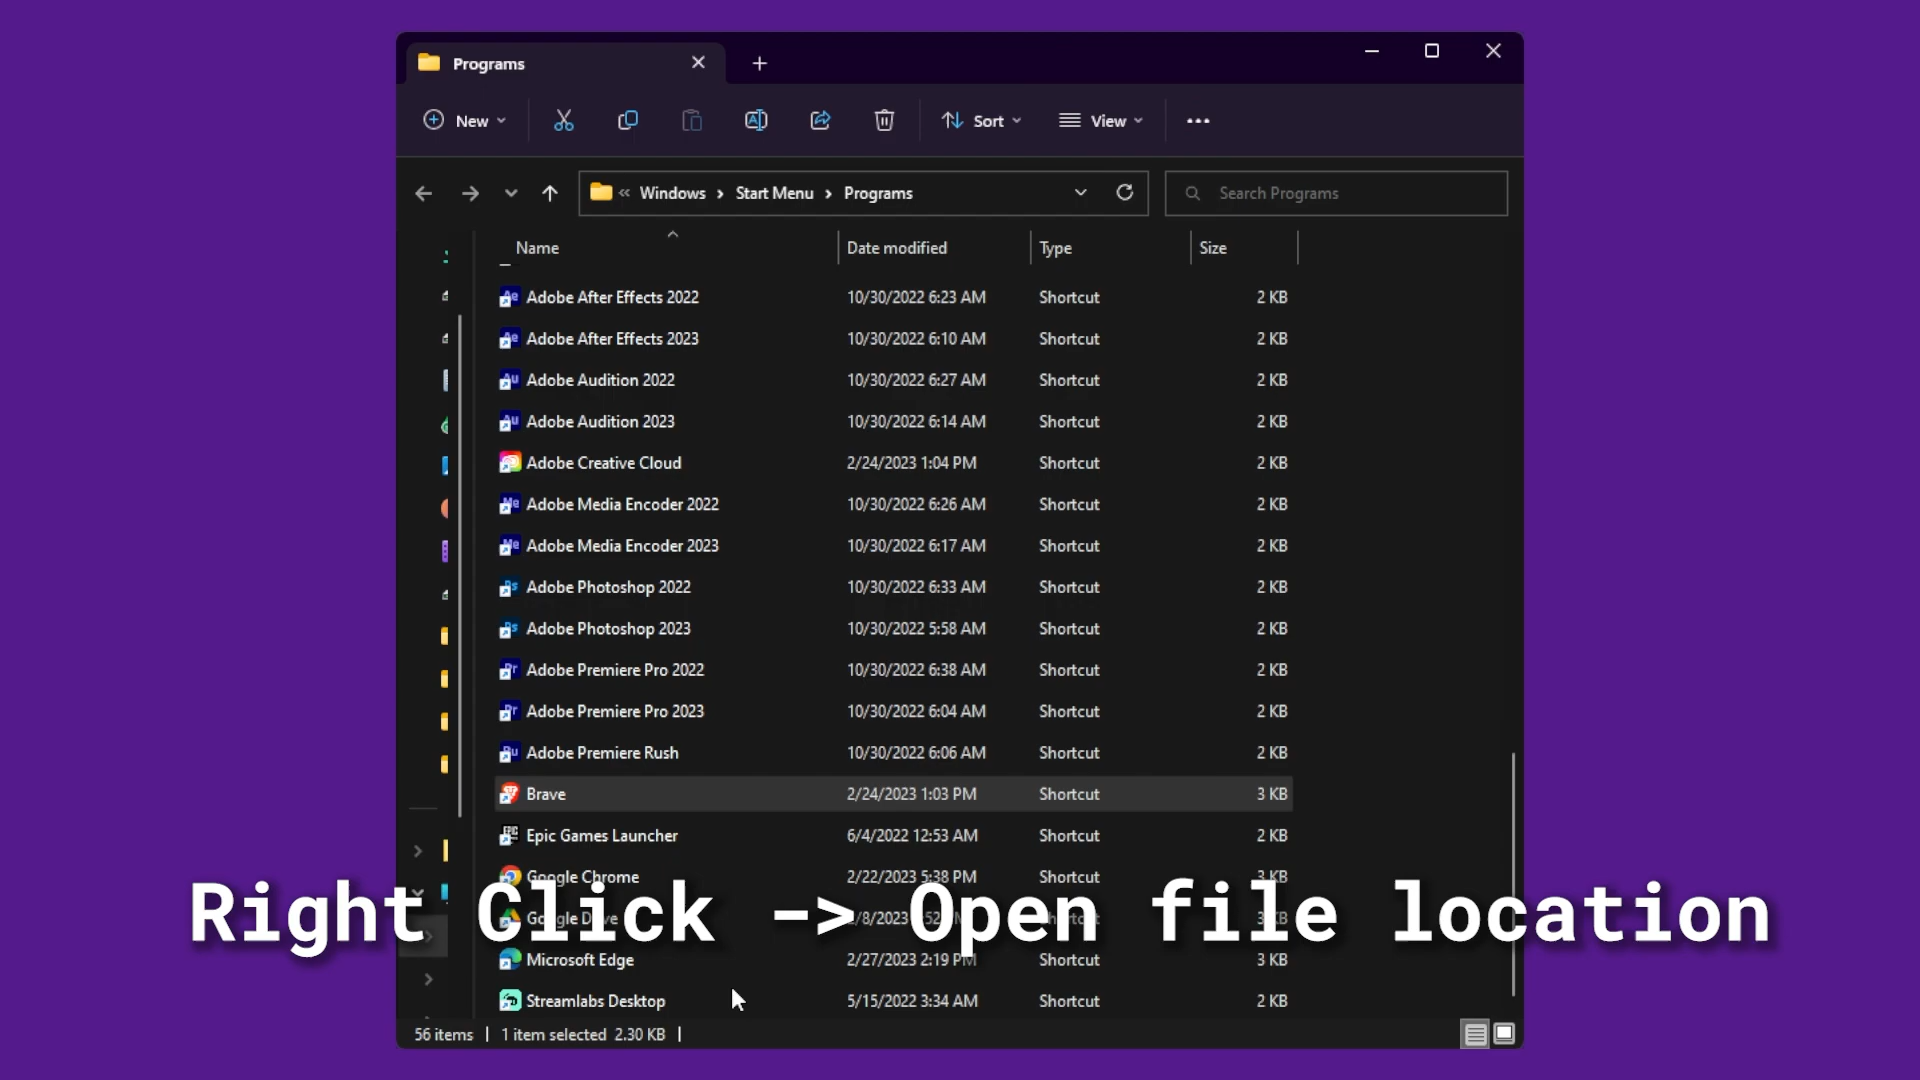 Programs
New
Sort
View
Windows
Start Menu
Programs
Search Programs
Name Date modified Type Size
Adobe After Effects 2022 10/30/2022 6:23 AM Shortcut 2 KB
Adobe After Effects 2023 10/30/2022 6:10 AM Shortcut 2 KB
Adobe Audition 2022 10/30/2022 6:27 AM Shortcut 2 KB
Adobe Audition 2023 10/30/2022 6:14 AM Shortcut 2 KB
Adobe Creative Cloud 2/24/2023 1:04 PM Shortcut 2 KB
Adobe Media Encoder 2022 10/30/2022 6:26 AM Shortcut 2 KB
Adobe Media Encoder 2023 10/30/2022 6:17 AM Shortcut 2 KB
Adobe Photoshop 2022 10/30/2022 6:33 AM Shortcut 2 KB
Adobe Photoshop 2023 10/30/2022 5:58 AM Shortcut 2 KB
Adobe Premiere Pro 2022 10/30/2022 6:38 AM Shortcut 2 KB
Adobe Premiere Pro 2023 10/30/2022 6:04 AM Shortcut 2 KB
Adobe Premiere Rush 10/30/2022 6:06 AM Shortcut 2 KB
Brave 2/24/2023 1:03 PM Shortcut 3 KB
Epic Games Launcher 6/4/2022 12:53 AM Shortcut 2 KB
Google Chrome 2/22/2023 5:38 PM Shortcut 3 KB
Right Click -> Open file location
Microsoft Edge 2/27/2023 2:19 PM Shortcut 3 KB
Streamlabs Desktop 5/15/2022 3:34 AM Shortcut 2 KB
56 items 1 item selected 2.30 KB